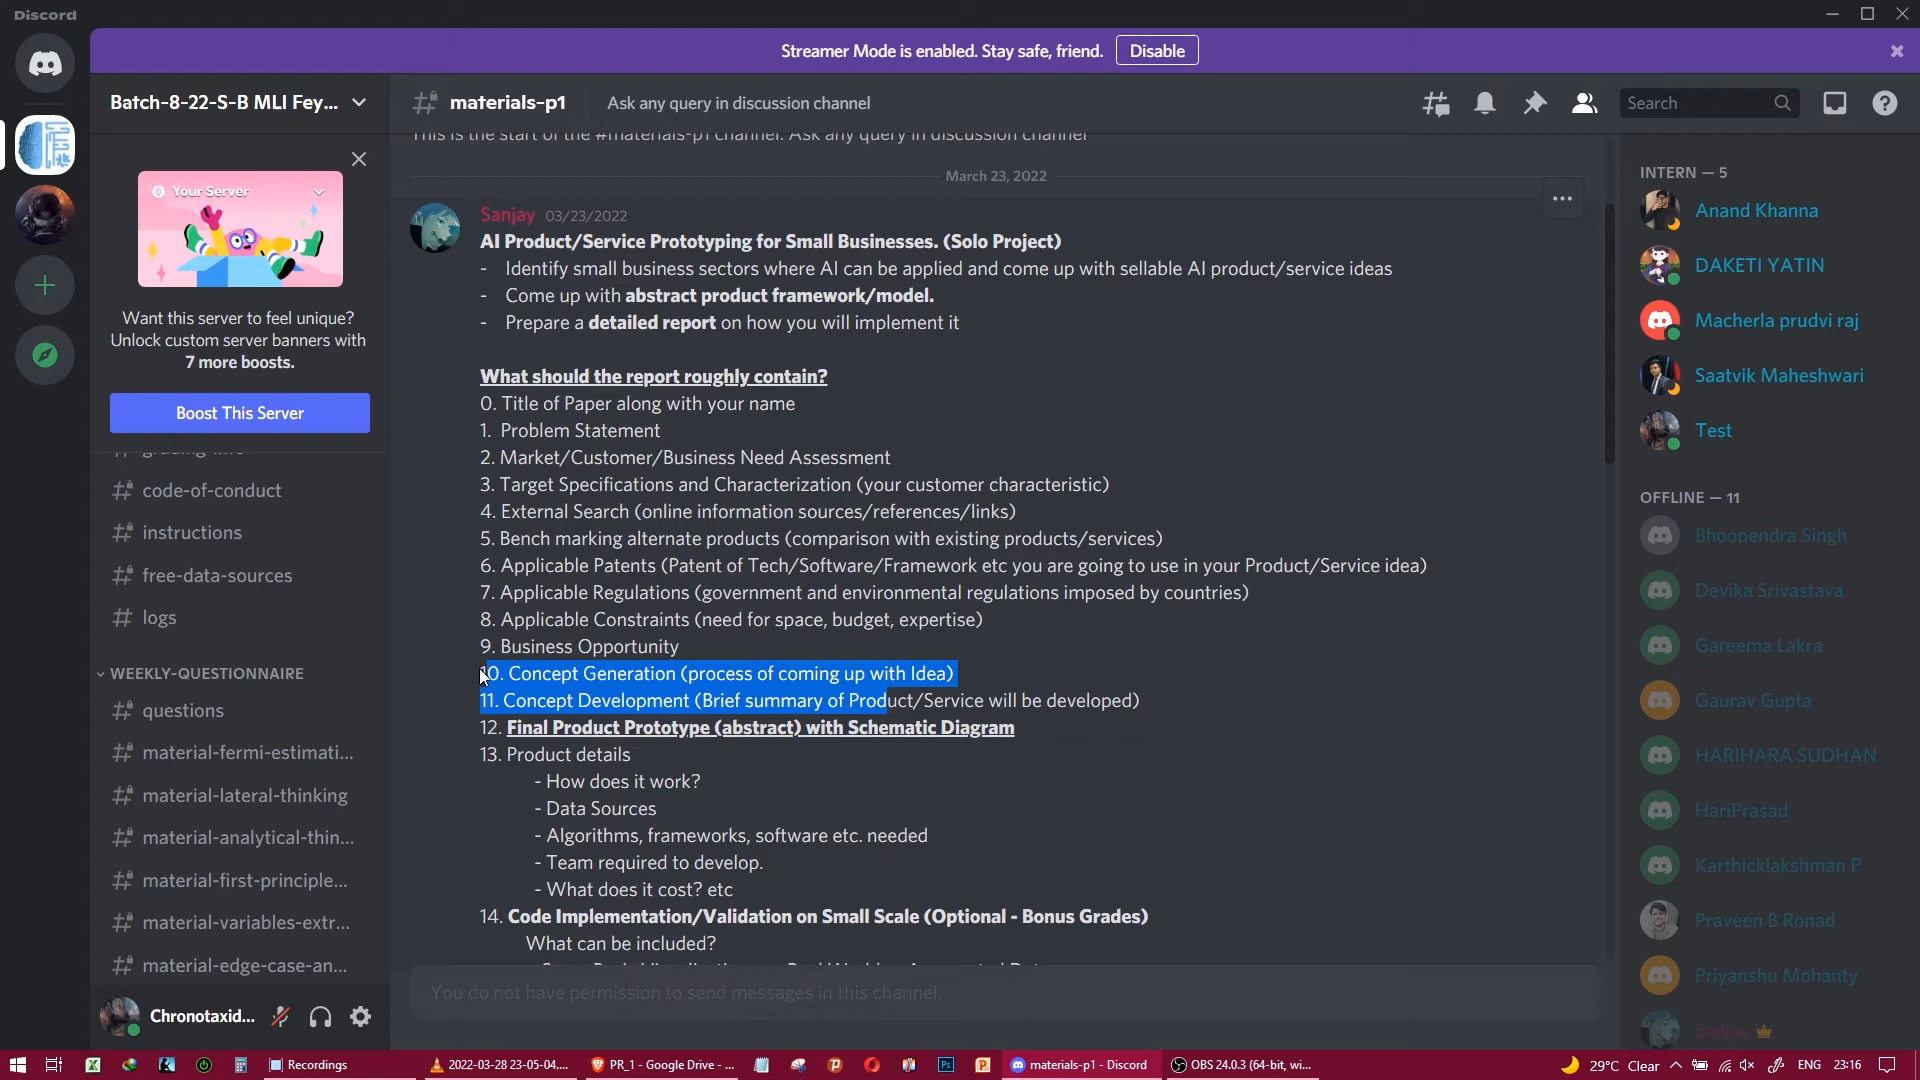 Discord
Streamer Mode is enabled. Stay safe, friend.
Disable
Batch-8-22-S-B MLI Fey...
Your Server
Want this server to feel unique?
Unlock custom server banners with
7 more boosts.
Boost This Server
grading-info
code-of-conduct
instructions
free-data-sources
logs
WEEKLY-QUESTIONNAIRE
questions
material-fermi-estimati...
material-lateral-thinking
material-analytical-thin...
material-first-principle...
material-variables-extr...
material-edge-case-an...
Chronotaxid...
materials-p1
Ask any query in discussion channel
Search
This is the start of the #materials-p1 channel. Ask any query in discussion channel
March 23, 2022
Sanjay 03/23/2022
AI Product/Service Prototyping for Small Businesses. (Solo Project)
- Identify small business sectors where AI can be applied and come up with sellable AI product/service ideas
- Come up with abstract product framework/model.
- Prepare a detailed report on how you will implement it
What should the report roughly contain?
0. Title of Paper along with your name
1. Problem Statement
2. Market/Customer/Business Need Assessment
3. Target Specifications and Characterization (your customer characteristic)
4. External Search (online information sources/references/links)
5. Bench marking alternate products (comparison with existing products/services)
6. Applicable Patents (Patent of Tech/Software/Framework etc you are going to use in your Product/Service idea)
7. Applicable Regulations (government and environmental regulations imposed by countries)
8. Applicable Constraints (need for space, budget, expertise)
9. Business Opportunity
10. Concept Generation (process of coming up with Idea)
11. Concept Development (Brief summary of Product/Service will be developed)
12. Final Product Prototype (abstract) with Schematic Diagram
13. Product details
- How does it work?
- Data Sources
- Algorithms, frameworks, software etc. needed
- Team required to develop.
- What does it cost? etc
14. Code Implementation/Validation on Small Scale (Optional - Bonus Grades)
What can be included?
You do not have permission to send messages in this channel.
INTERN — 5
Anand Khanna
DAKETI YATIN
Macherla prudvi raj
Saatvik Maheshwari
Test
OFFLINE — 11
Bhoopendra Singh
Devika Srivastava
Gareema Lakra
Gaurav Gupta
HARIHARA SUDHAN
HariPrasad
Karthicklakshman P
Praveen B Ronad
Priyanshu Mohanty
Sanjay
Recordings
2022-03-28 23-05-04....
PR_1 - Google Drive - ...
materials-p1 - Discord
OBS 24.0.3 (64-bit, wi...
29°C Clear
ENG
23:16